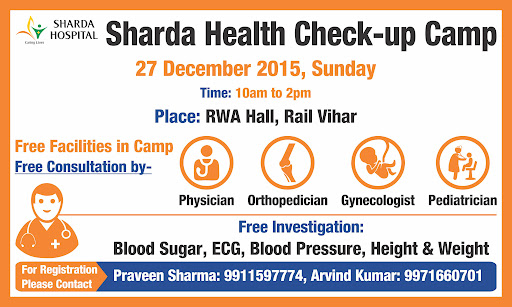 SHARDA
HOSPITAL
Sharda Health Check-up Camp
27 December 2015, Sunday
Time: 10am to 2pm
Place: RWA Hall, Rail Vihar
Free Facilities in Camp
Free Consultation by-
Physician Orthopedician Gynecologist Pediatrician
Free Investigation:
Blood Sugar, ECG, Blood Pressure, Height & Weight
For Registration
Please Contact
Praveen Sharma: 9911597774, Arvind Kumar: 9971660701